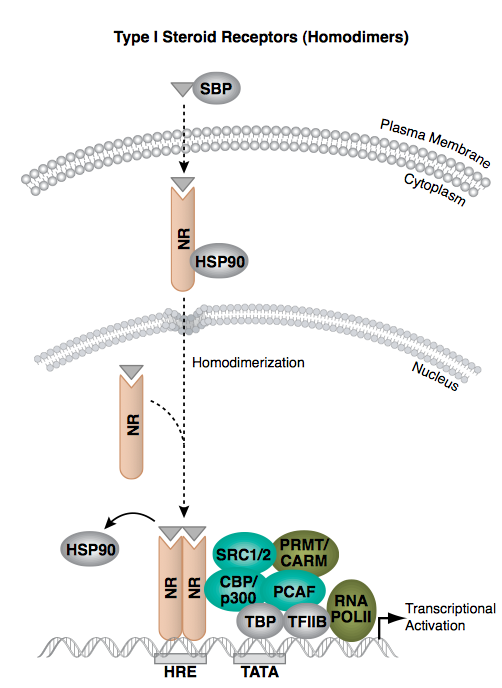 Type I Steroid Receptors (Homodimers)
SBP
Plasma Membrane
Cytoplasm
NR
HSP90
Homodimerization
Nucleus
NR
HSP90
NR
NR
SRC1/2
PRMT/
CARM
CBP/
p300
PCAF
TBP
TFIIB
RNA
POLII
Transcriptional
Activation
HRE
TATA